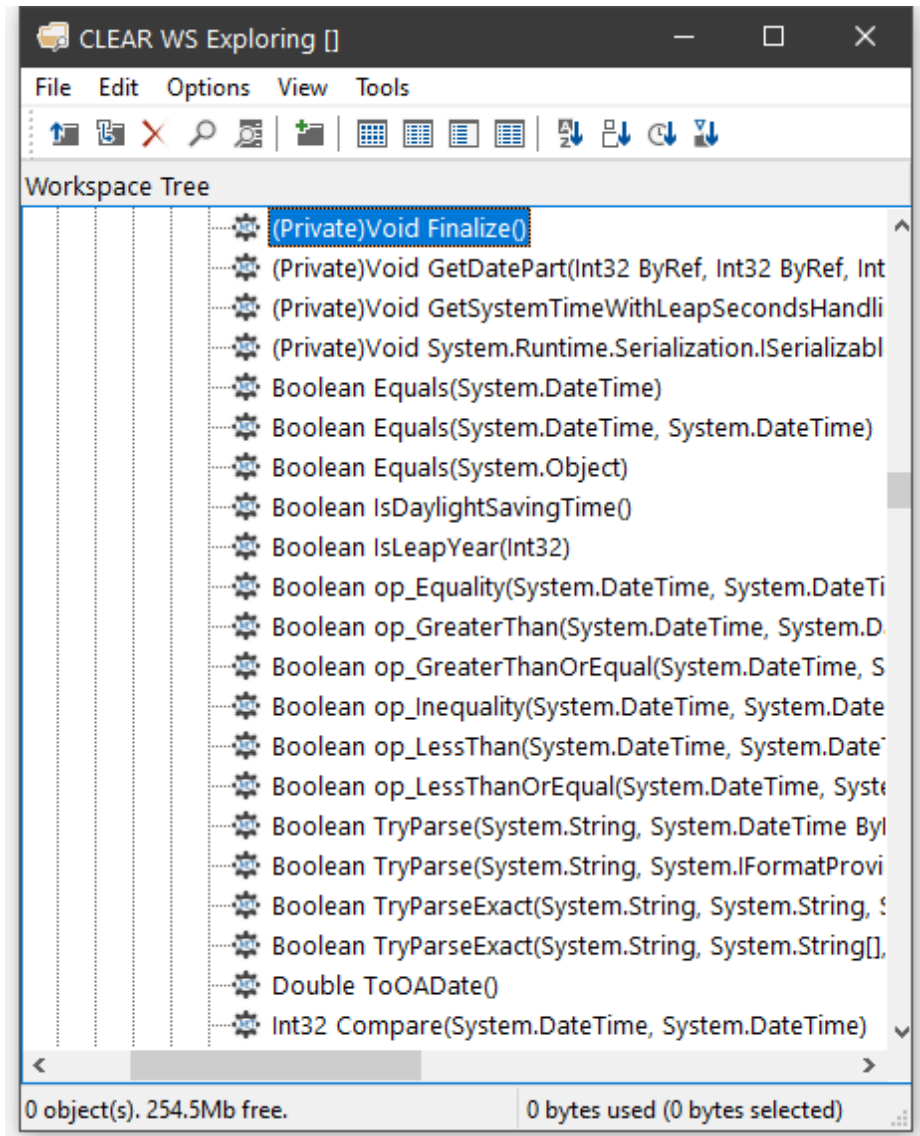 CLEAR WS Exploring []
File Edit Options View Tools
Workspace Tree
(Private)Void Finalize()
(Private)Void GetDatePart(Int32 ByRef, Int32 ByRef, Int
(Private)Void GetSystemTimeWithLeapSecondsHandli
(Private)Void System.Runtime.Serialization.ISerializabl
Boolean Equals(System.DateTime)
Boolean Equals(System.DateTime, System.DateTime)
Boolean Equals(System.Object)
Boolean IsDaylightSavingTime()
Boolean IsLeapYear(Int32)
Boolean op_Equality(System.DateTime, System.DateTi
Boolean op_GreaterThan(System.DateTime, System.D
Boolean op_GreaterThanOrEqual(System.DateTime, S
Boolean op_Inequality(System.DateTime, System.Date
Boolean op_LessThan(System.DateTime, System.Date
Boolean op_LessThanOrEqual(System.DateTime, Syste
Boolean TryParse(System.String, System.DateTime By
Boolean TryParse(System.String, System.IFormatProvi
Boolean TryParseExact(System.String, System.String,
Boolean TryParseExact(System.String, System.String[],
Double ToOADate()
Int32 Compare(System.DateTime, System.DateTime)
0 object(s). 254.5Mb free. 0 bytes used (0 bytes selected)